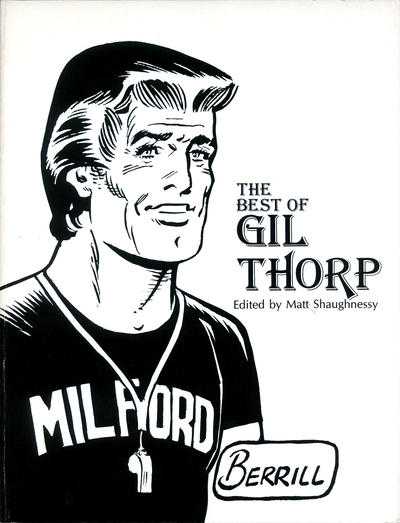 THE
BEST OF
GIL
THORP
Edited by Matt Shaughnessy
MILFORD
BERRILL